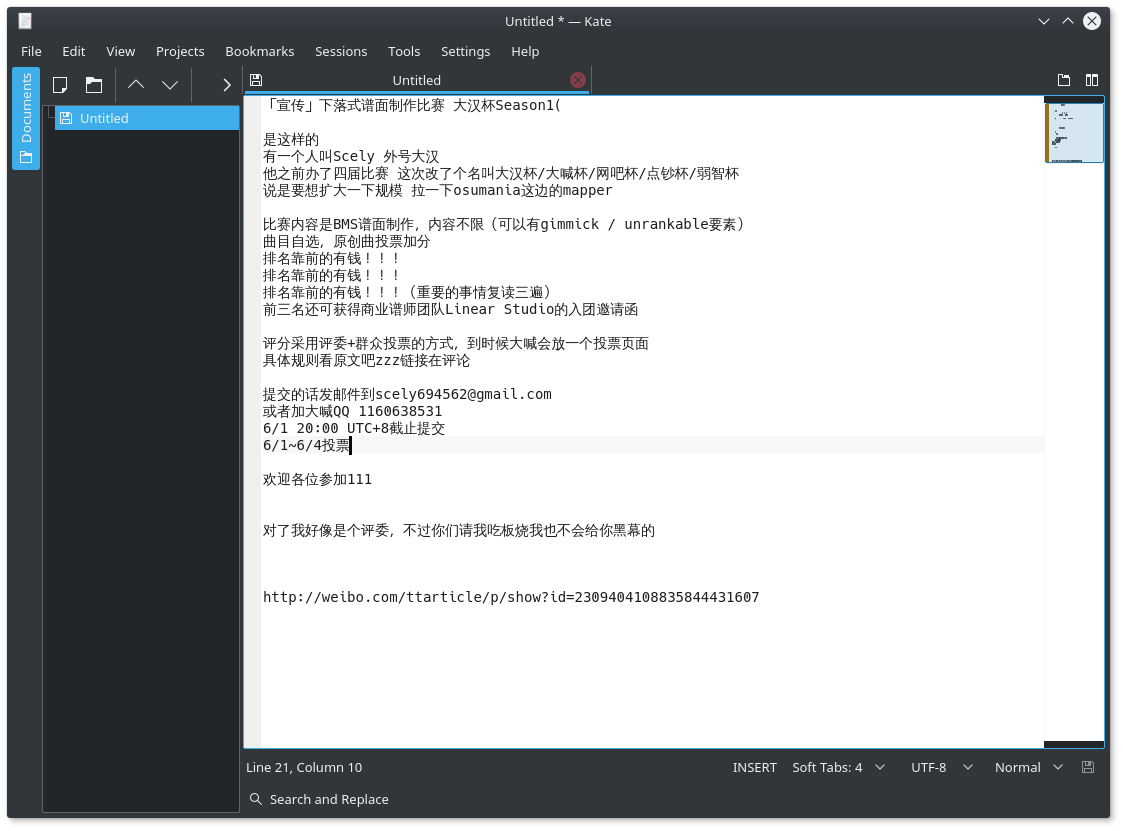 Untitled * — Kate
File Edit View Projects Bookmarks Sessions Tools Settings Help
Documents
Untitled
Untitled
「宣传」下落式谱面制作比赛 大汉杯Season1(
是这样的
有一个人叫Scely 外号大汉
他之前办了四届比赛 这次改了个名叫大汉杯/大喊杯/网吧杯/点钞杯/弱智杯
说是要想扩大一下规模 拉一下osumania这边的mapper
比赛内容是BMS谱面制作，内容不限（可以有gimmick / unrankable要素）
曲目自选，原创曲投票加分
排名靠前的有钱！！！
排名靠前的有钱！！！
排名靠前的有钱！！！（重要的事情复读三遍）
前三名还可获得商业谱师团队Linear Studio的入团邀请函
评分采用评委+群众投票的方式，到时候大喊会放一个投票页面
具体规则看原文吧zzz链接在评论
提交的话发邮件到scely694562@gmail.com
或者加大喊QQ 1160638531
6/1 20:00 UTC+8截止提交
6/1~6/4投票
欢迎各位参加111
对了我好像是个评委，不过你们请我吃板烧我也不会给你黑幕的
http://weibo.com/ttarticle/p/show?id=2309404108835844431607
Line 21, Column 10 INSERT Soft Tabs: 4 UTF-8 Normal
Search and Replace